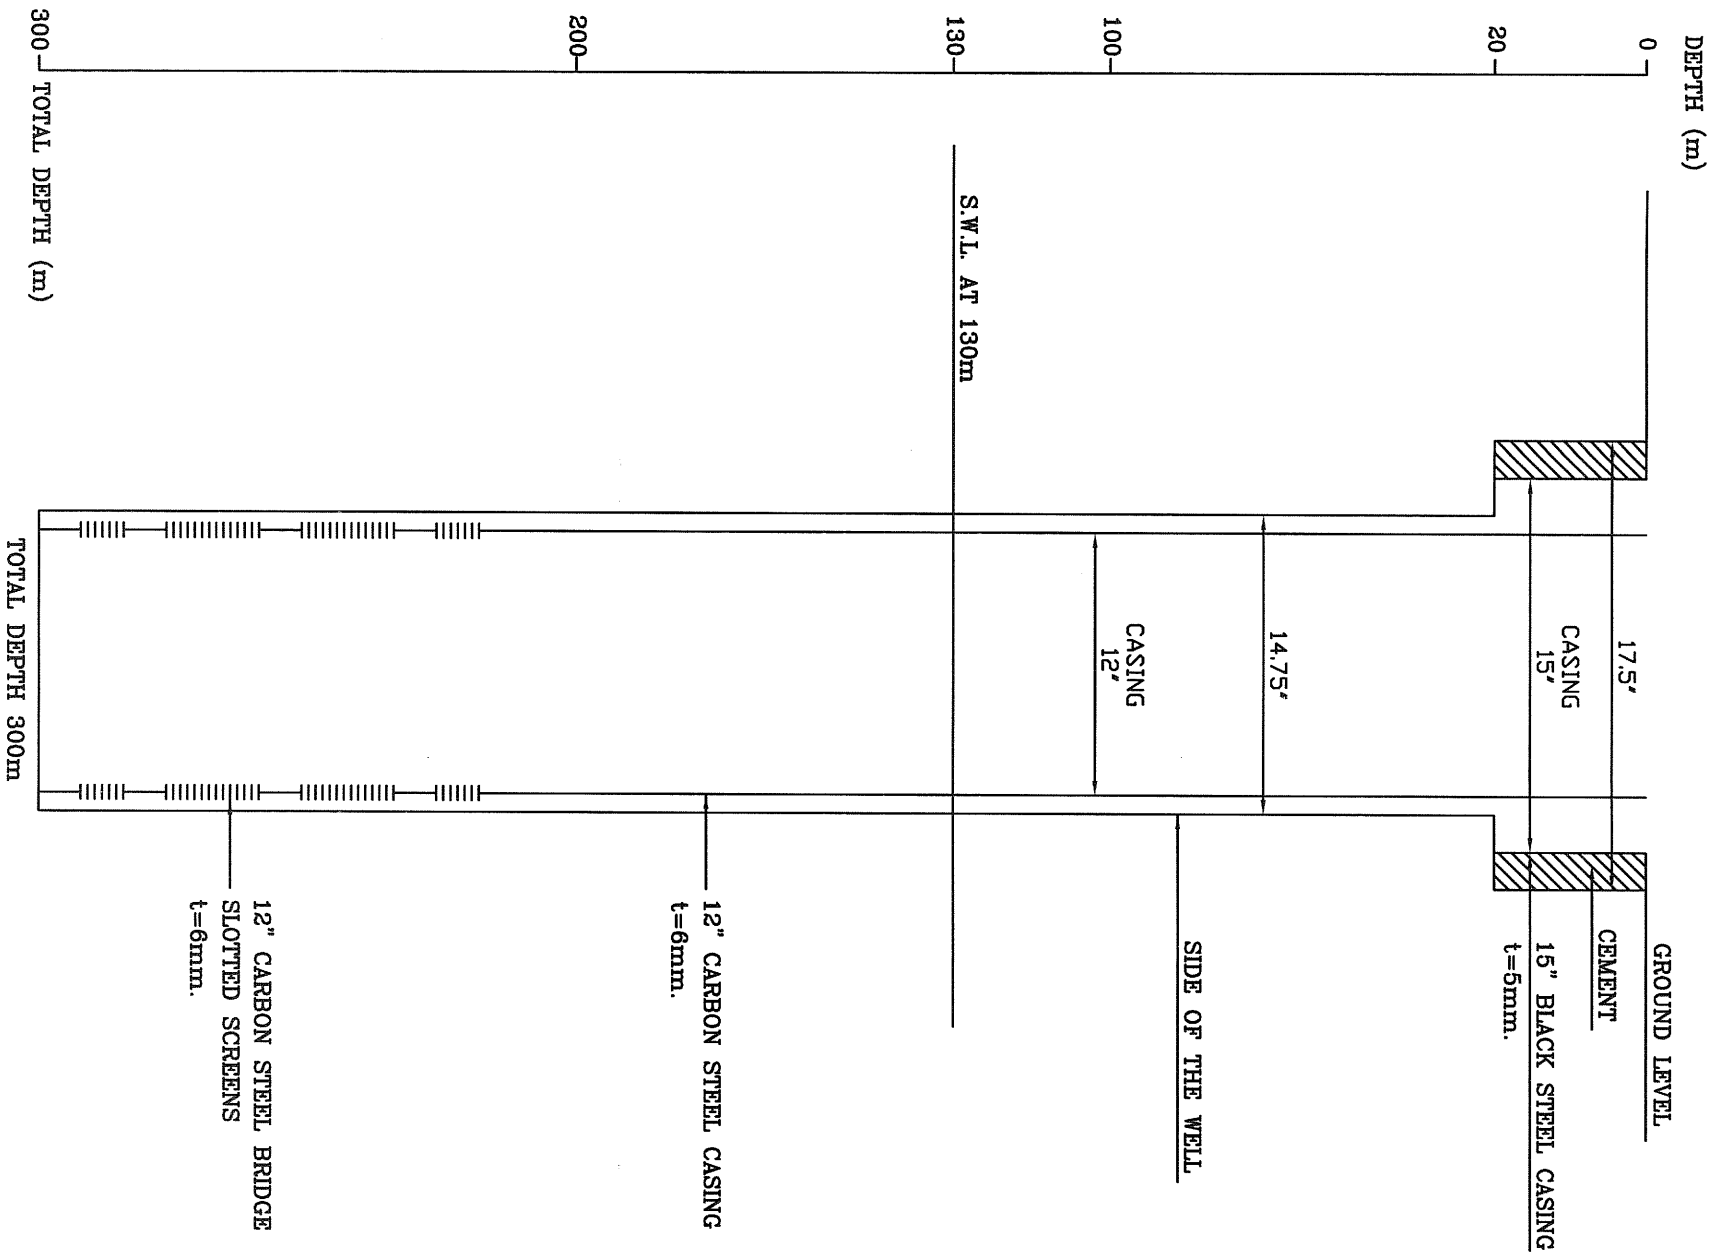 DEPTH (m)
0
20
100
130
200
300
TOTAL DEPTH (m)
GROUND LEVEL
17.5"
CASING
15"
CEMENT
15" BLACK STEEL CASING
t=5mm.
14.75"
SIDE OF THE WELL
CASING
12"
S.W.L. AT 130m
12" CARBON STEEL CASING
t=6mm.
12" CARBON STEEL BRIDGE
SLOTTED SCREENS
t=6mm.
TOTAL DEPTH 300m